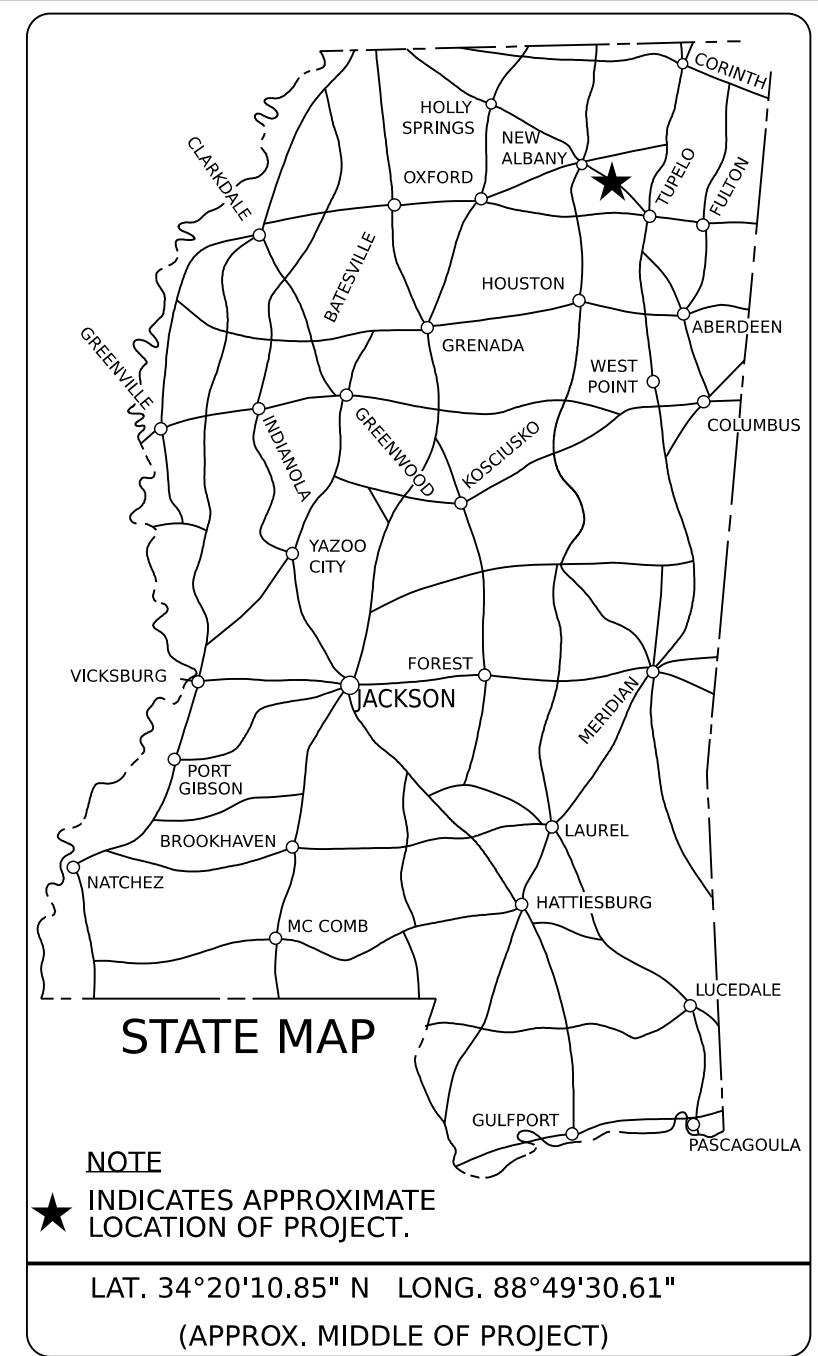 CORINTH
HOLLY
SPRINGS
NEW
ALBANY
CLARKDALE
OXFORD
TUPELO
FULTON
BATESVILLE
HOUSTON
ABERDEEN
GREENVILLE
GRENADA
WEST
POINT
COLUMBUS
INDIANOLA
GREENWOOD
KOSCIUSKO
YAZOO
CITY
VICKSBURG
FOREST
JACKSON
MERIDIAN
PORT
GIBSON
BROOKHAVEN
LAUREL
NATCHEZ
HATTIESBURG
MC COMB
LUCEDALE
STATE MAP
GULFPORT
PASCAGOULA
NOTE
INDICATES APPROXIMATE
LOCATION OF PROJECT.
LAT. 34°20'10.85" N LONG. 88°49'30.61"
(APPROX. MIDDLE OF PROJECT)